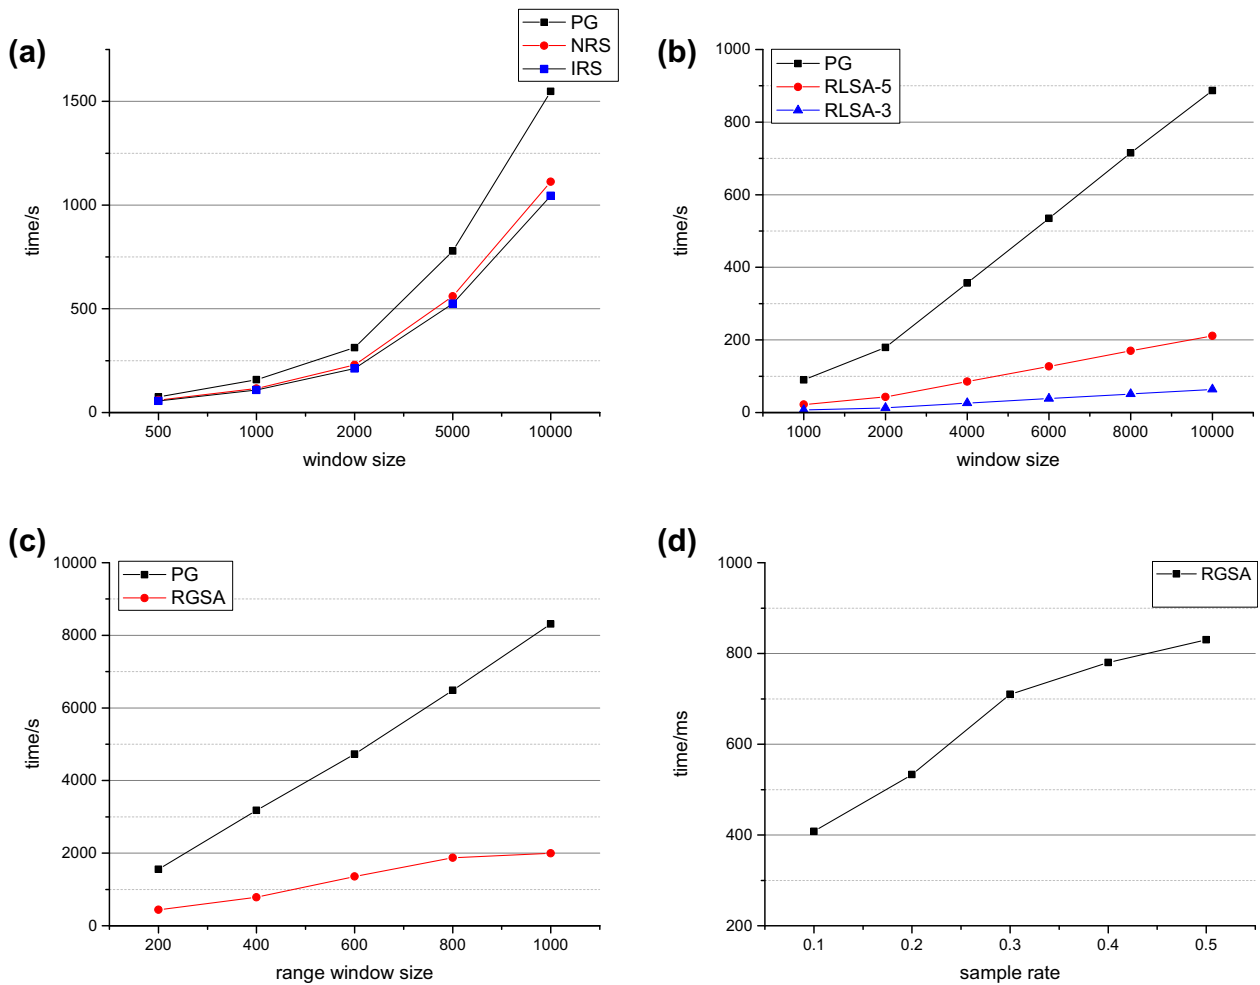 (a)
PG
NRS
IRS
1500
1000
500
0
time/s
500 1000 2000 5000 10000
window size
(b)
PG
RLSA-5
RLSA-3
1000
800
600
400
200
0
time/s
1000 2000 4000 6000 8000 10000
window size
(c)
PG
RGSA
10000
8000
6000
4000
2000
0
time/s
200 400 600 800 1000
range window size
(d)
RGSA
1000
800
600
400
200
time/ms
0.1 0.2 0.3 0.4 0.5
sample rate